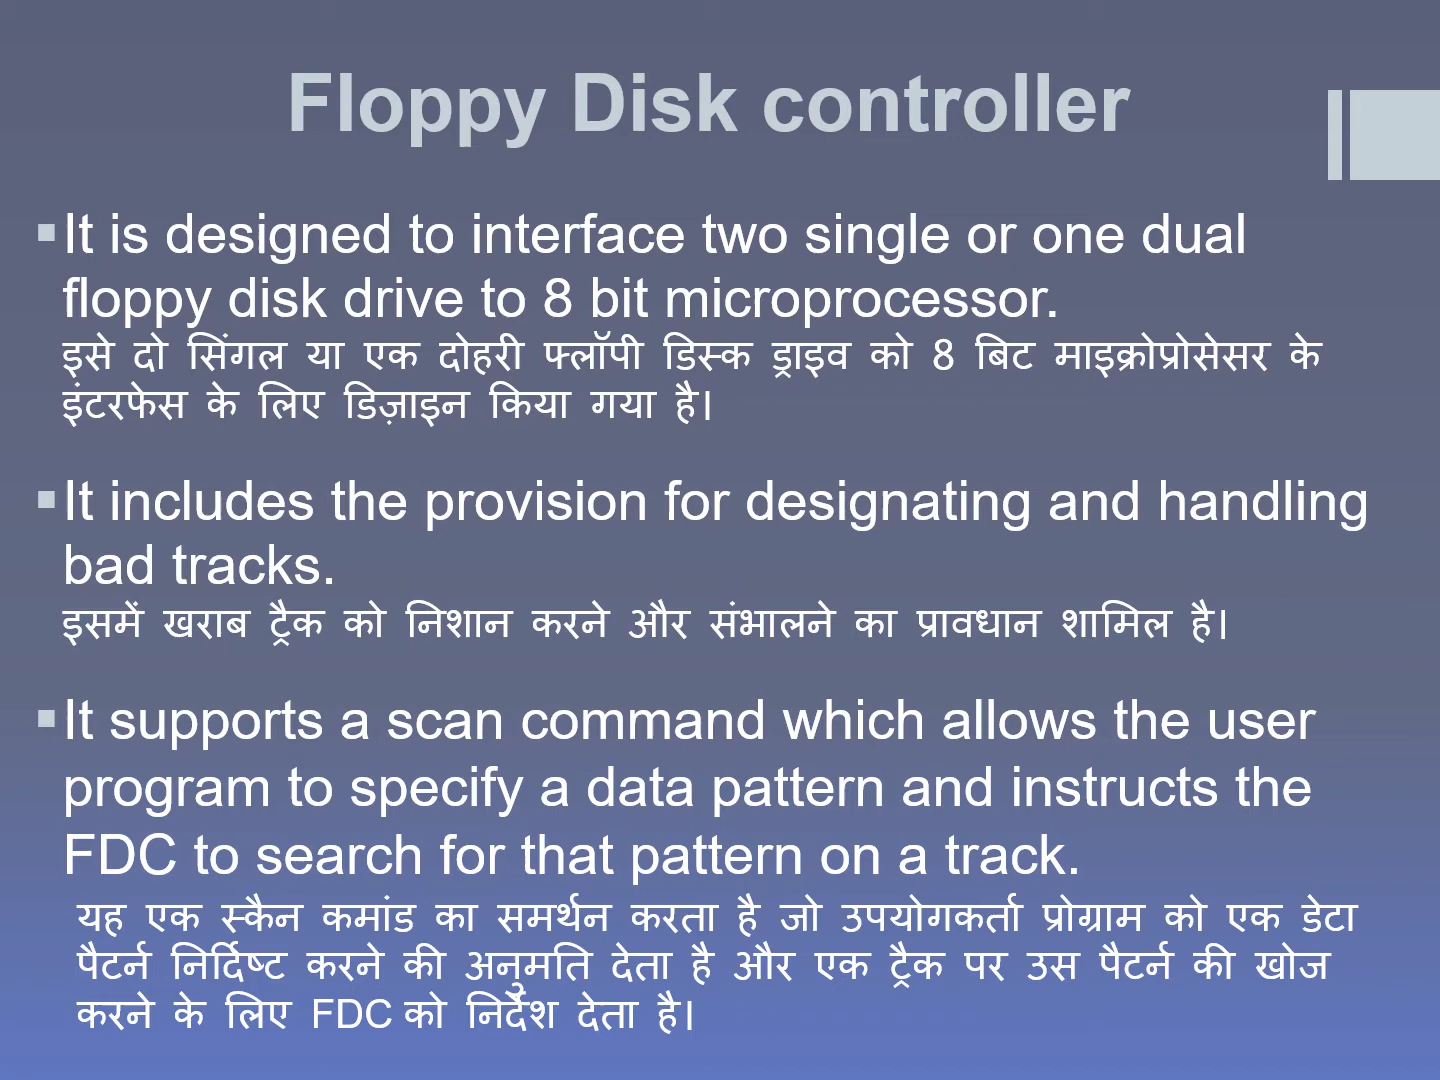 Floppy Disk controller
It is designed to interface two single or one dual
floppy disk drive to 8 bit microprocessor.
इसे दो सिंगल या एक दोहरी फ्लॉपी डिस्क ड्राइव को 8 बिट माइक्रोप्रोसेसर के
इंटरफेस के लिए डिज़ाइन किया गया है।
It includes the provision for designating and handling
bad tracks.
इसमें खराब ट्रैक को निशान करने और संभालने का प्रावधान शामिल है।
It supports a scan command which allows the user
program to specify a data pattern and instructs the
FDC to search for that pattern on a track.
यह एक स्कैन कमांड का समर्थन करता है जो उपयोगकर्ता प्रोग्राम को एक डेटा
पैटर्न निर्दिष्ट करने की अनुमति देता है और एक ट्रैक पर उस पैटर्न की खोज
करने के लिए FDC को निर्देश देता है।